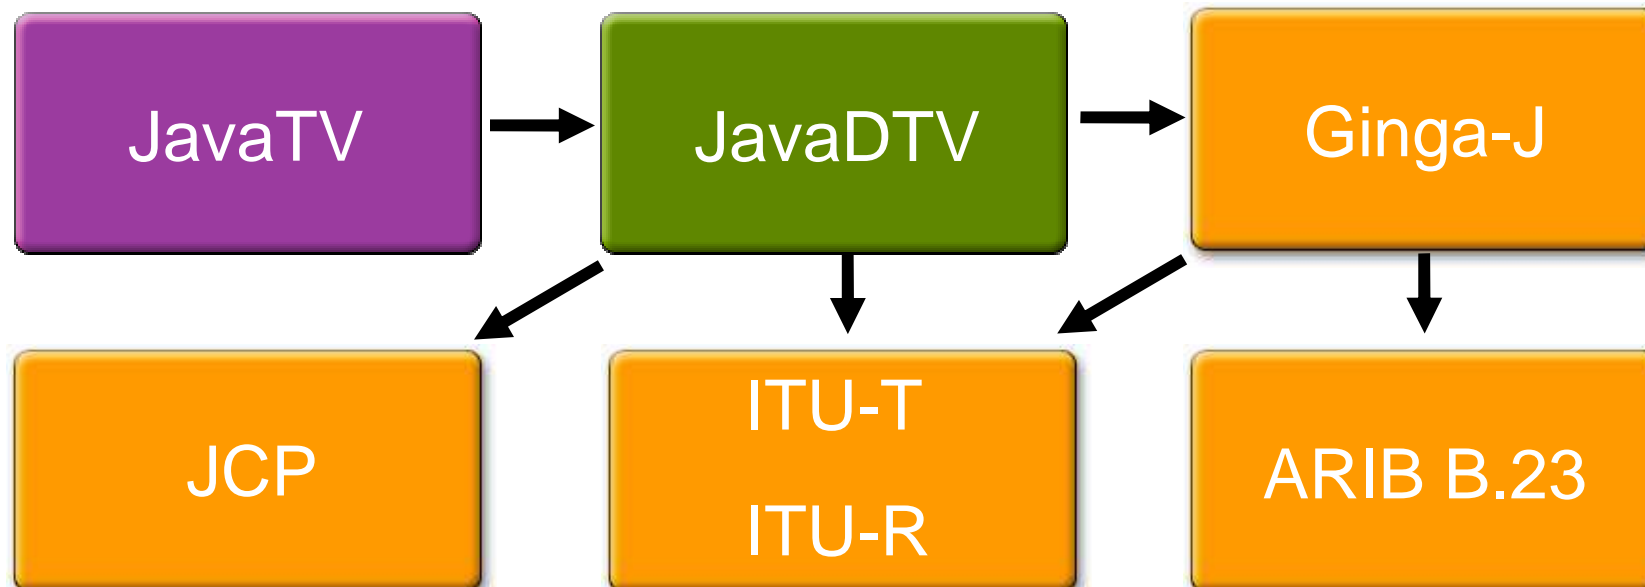 JavaTV
JavaDTV
Ginga-J
JCP
ITU-T
ITU-R
ARIB B.23